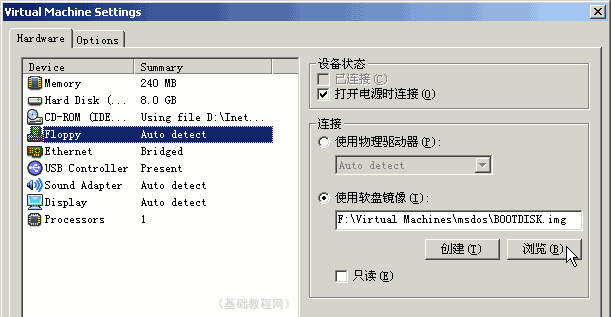 Virtual Machine Settings
Hardware Options
Device Summary
Memory 240 MB
Hard Disk (... 8.0 GB
CD-ROM (IDE... Using file D:\Inet...
Floppy Auto detect
Ethernet Bridged
USB Controller Present
Sound Adapter Auto detect
Display Auto detect
Processors 1
《基础教程网》
设备状态
已连接(C)
打开电源时连接(O)
连接
使用物理驱动器(P):
Auto detect
使用软盘镜像(I):
F:\Virtual Machines\msdos\BOOTDISK.img
创建(T) 浏览(B)
只读(E)